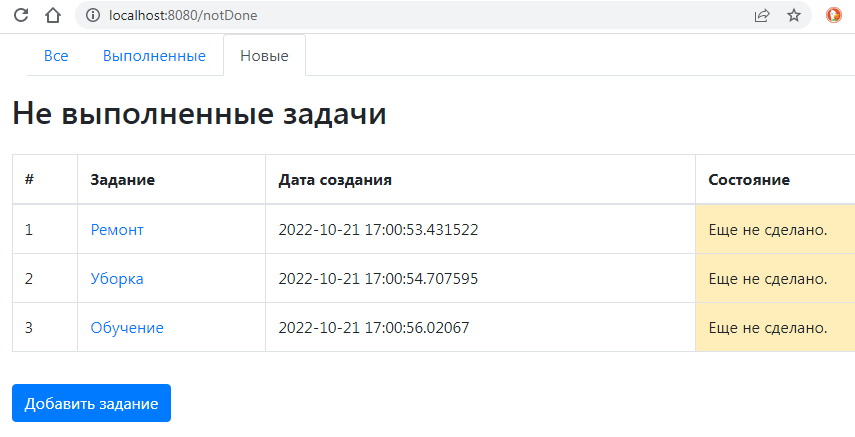 localhost:8080/notDone
Все Выполненные Новые
Не выполненные задачи
# Задание Дата создания Состояние
1 Ремонт 2022-10-21 17:00:53.431522 Еще не сделано.
2 Уборка 2022-10-21 17:00:54.707595 Еще не сделано.
3 Обучение 2022-10-21 17:00:56.02067 Еще не сделано.
Добавить задание